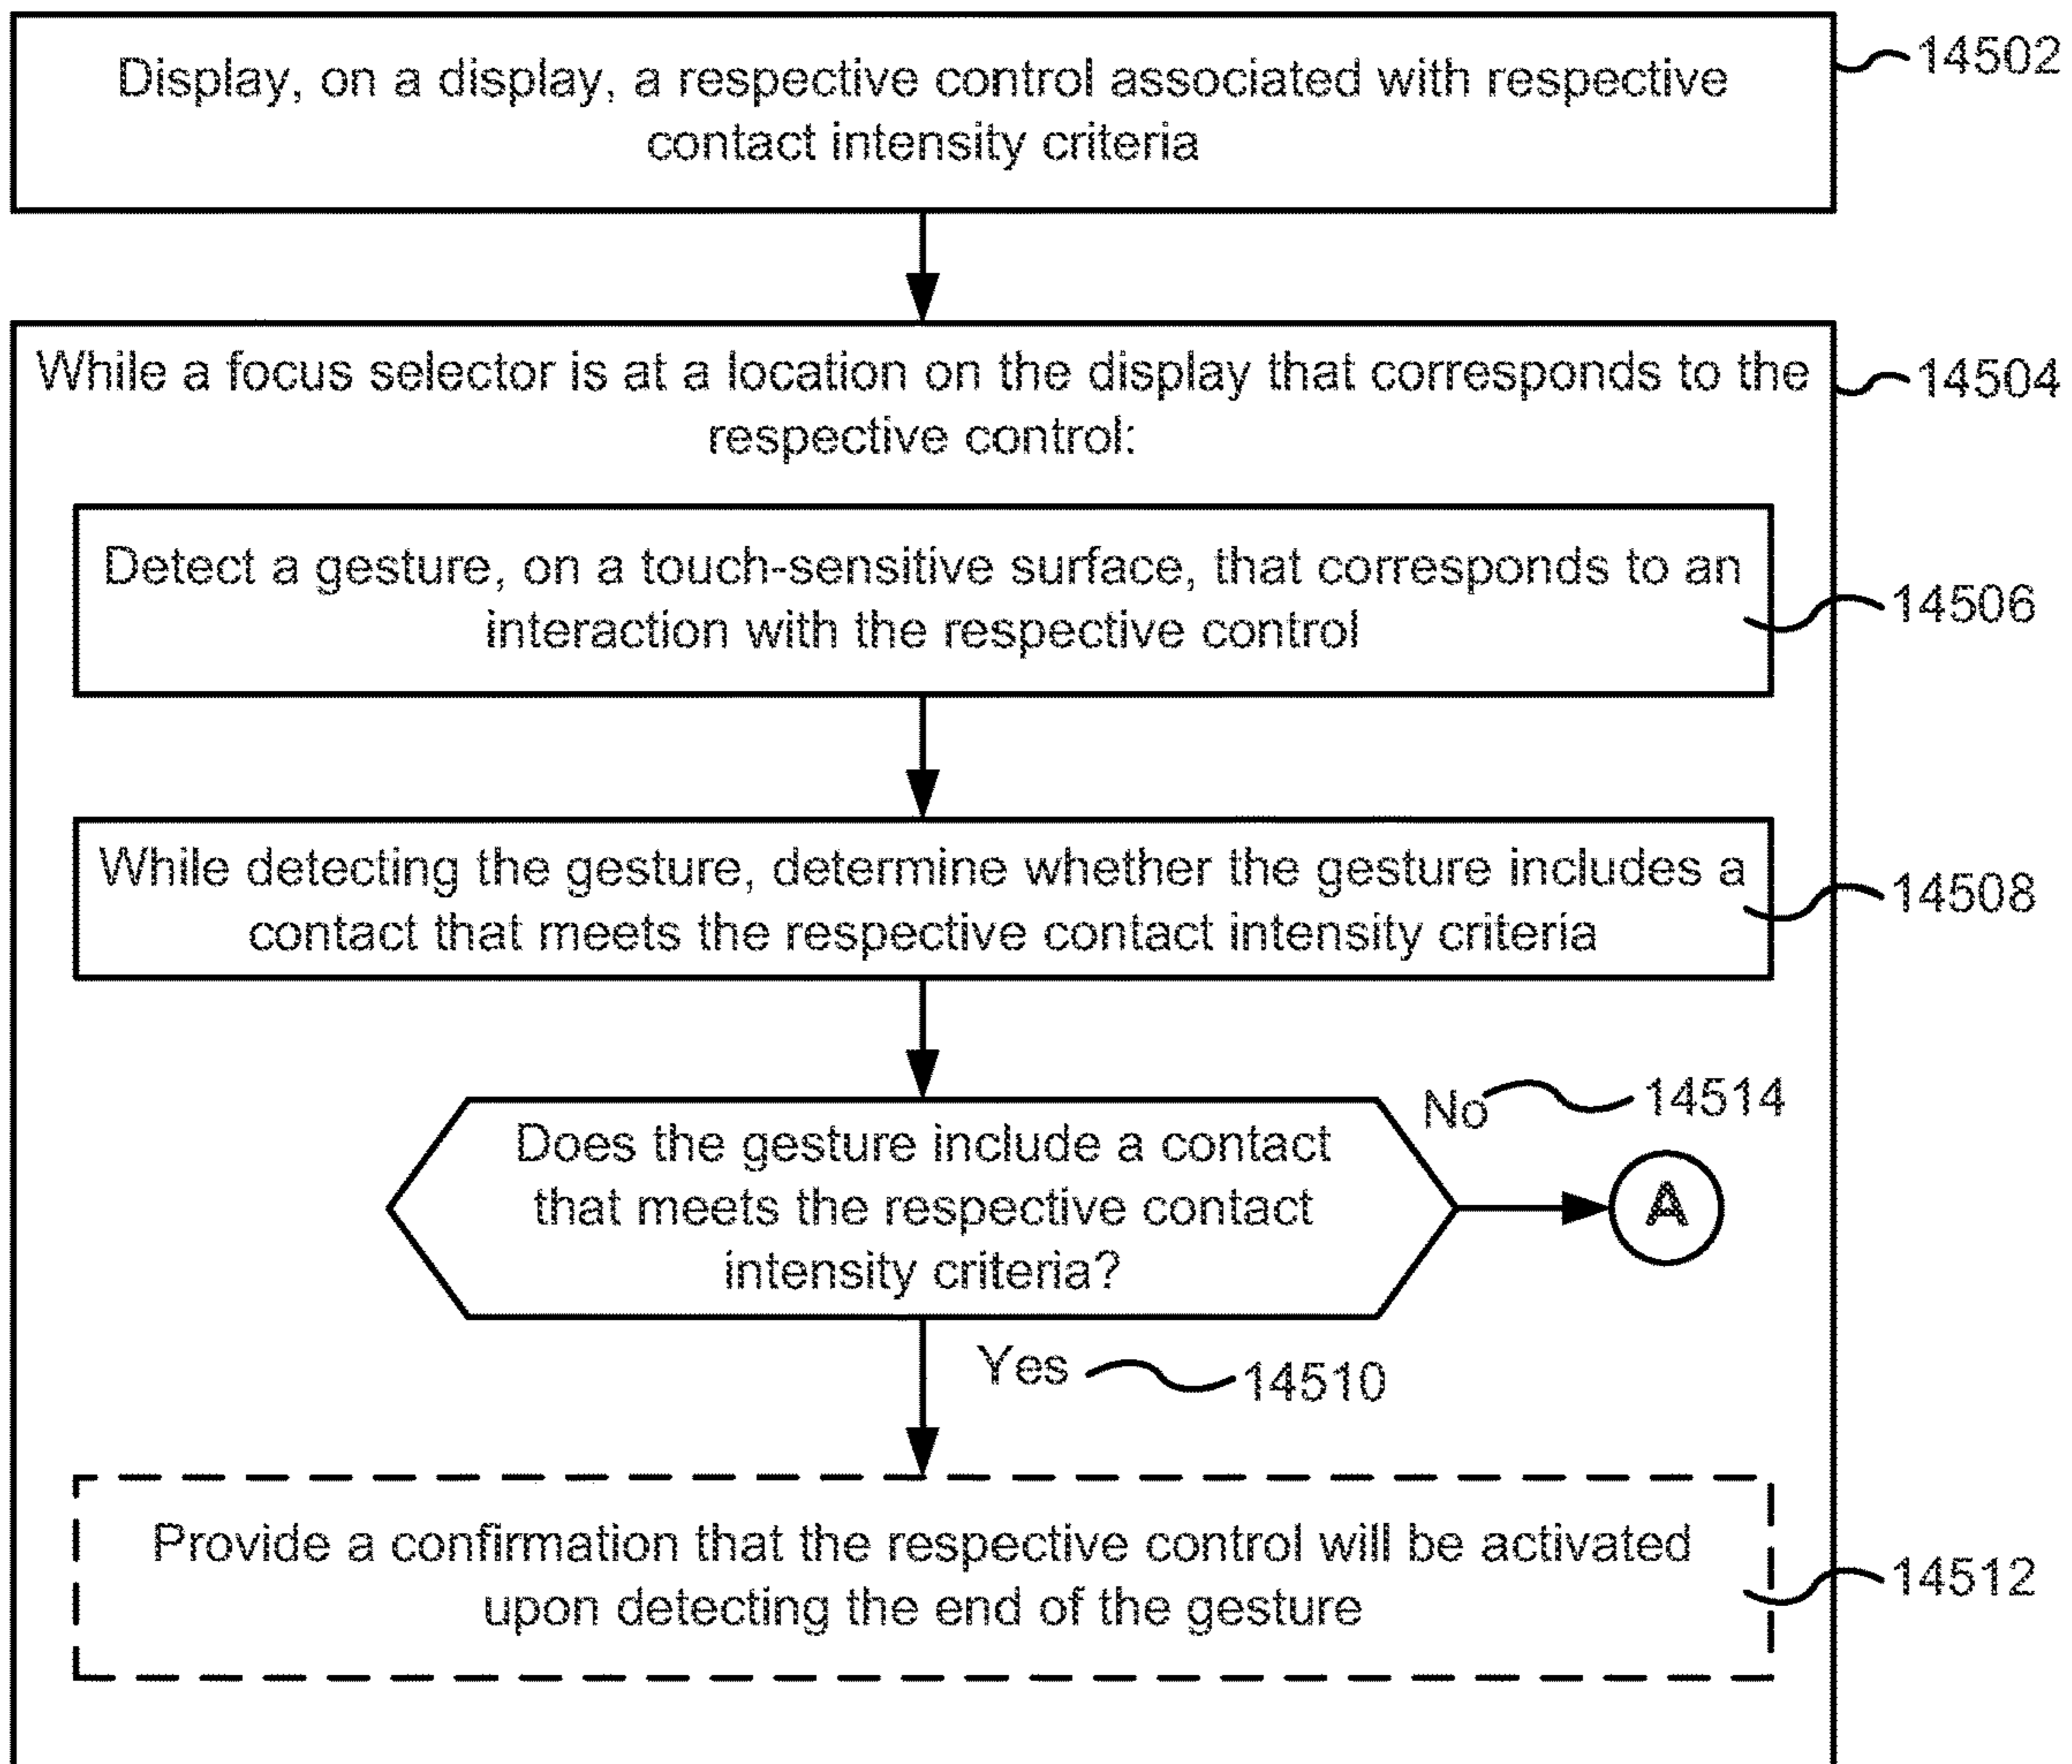 Display, on a display, a respective control associated with respective
contact intensity criteria
14502
While a focus selector is at a location on the display that corresponds to the
respective control:
14504
Detect a gesture, on a touch-sensitive surface, that corresponds to an
interaction with the respective control
14506
While detecting the gesture, determine whether the gesture includes a
contact that meets the respective contact intensity criteria
14508
Does the gesture include a contact
that meets the respective contact
intensity criteria?
No
14514
A
Yes
14510
Provide a confirmation that the respective control will be activated
upon detecting the end of the gesture
14512